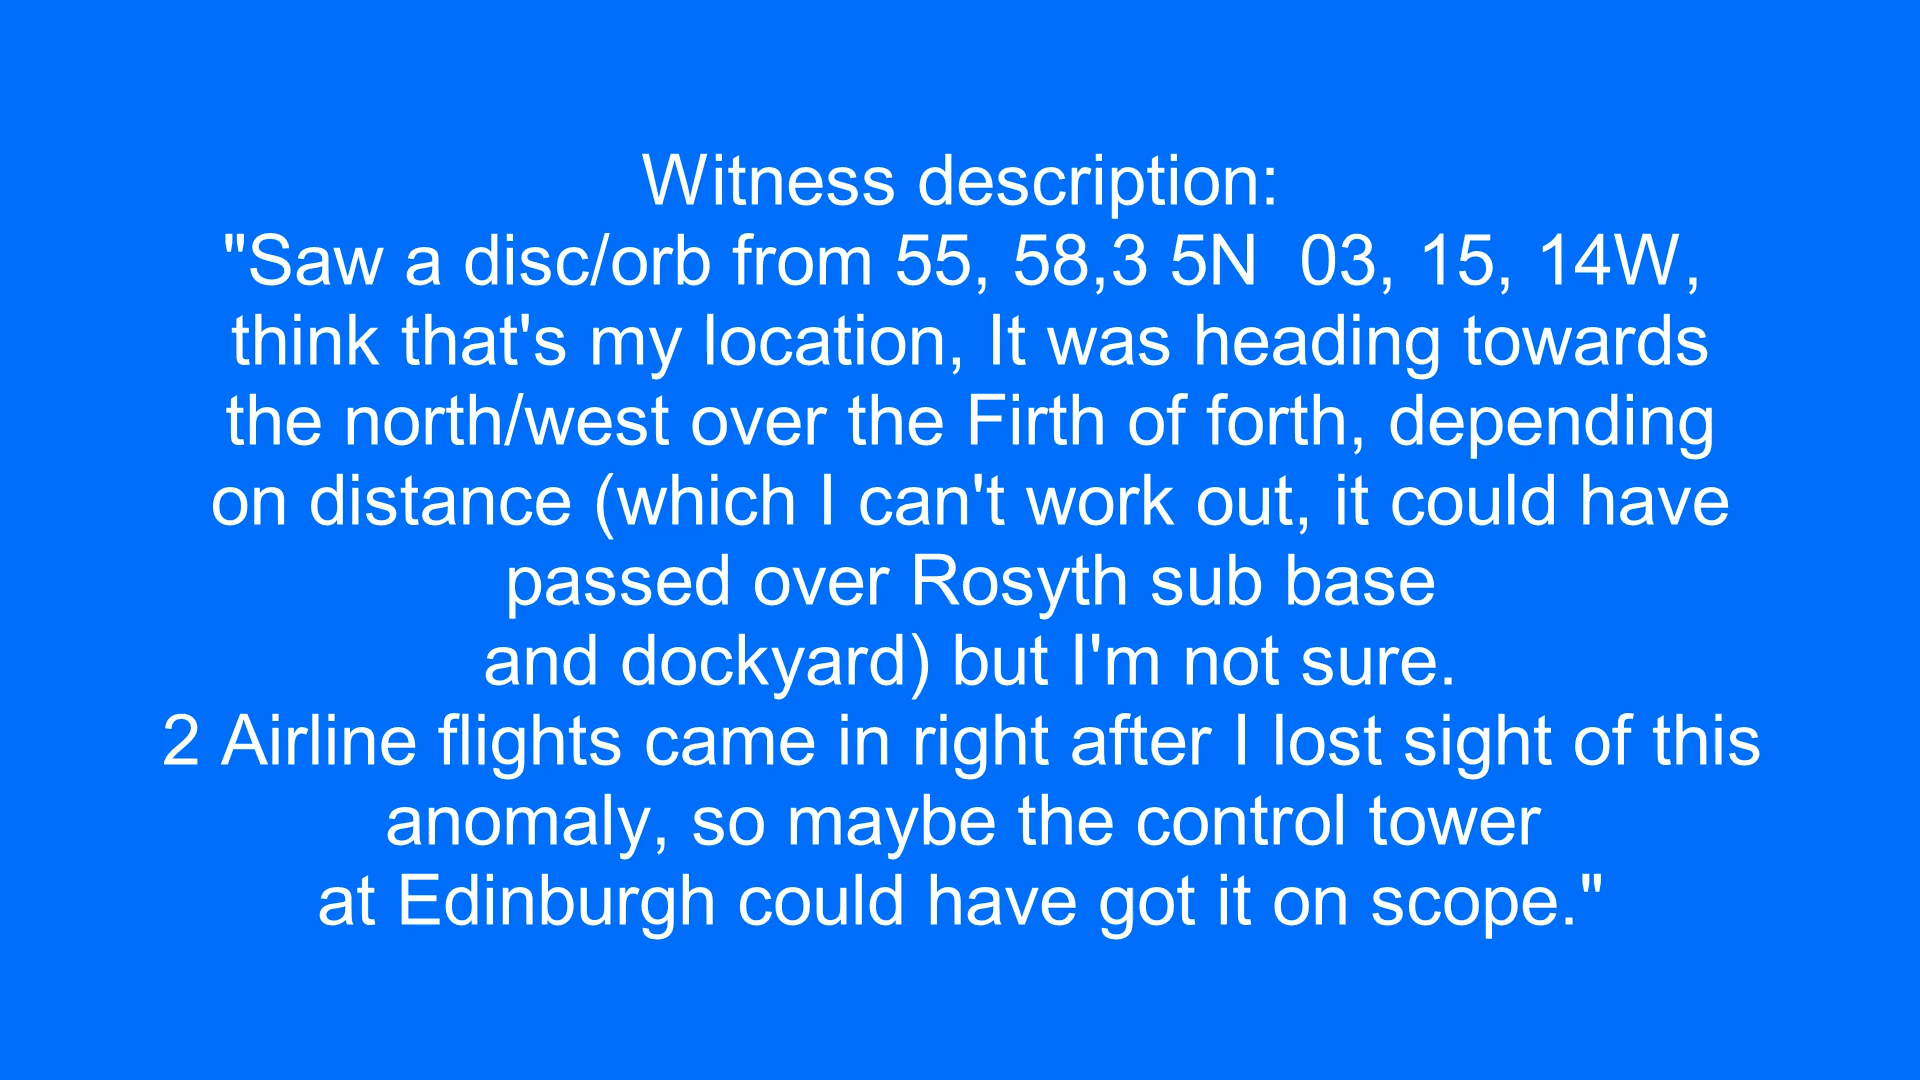 Witness description:
"Saw a disc/orb from 55, 58,3 5N  03, 15, 14W,
think that's my location, It was heading towards
the north/west over the Firth of forth, depending
on distance (which I can't work out, it could have
passed over Rosyth sub base
and dockyard) but I'm not sure.
2 Airline flights came in right after I lost sight of this
anomaly, so maybe the control tower
at Edinburgh could have got it on scope."